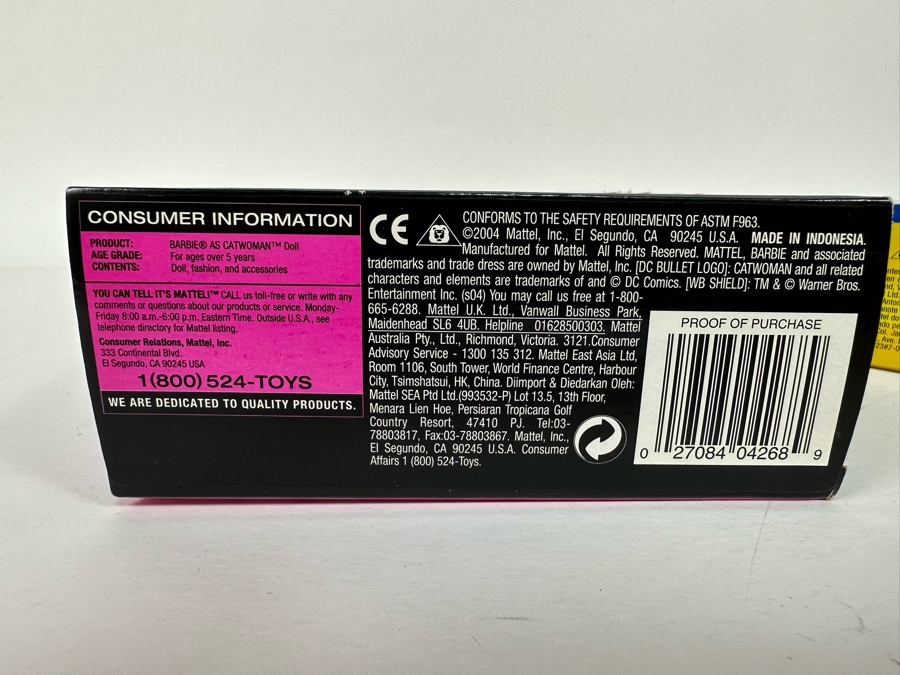 CONSUMER INFORMATION
PRODUCT: BARBIE® AS CATWOMAN™ Doll
AGE GRADE: For ages over 5 years
CONTENTS: Doll, fashion, and accessories
YOU CAN TELL IT'S MATTEL!™ CALL us toll-free or write with any
comments or questions about our products or service. Monday-
Friday 8:00 a.m.-6:00 p.m. Eastern Time. Outside U.S.A., see
telephone directory for Mattel listing.
Consumer Relations, Mattel, Inc.
333 Continental Blvd.
El Segundo, CA 90245 USA
1(800) 524-TOYS
WE ARE DEDICATED TO QUALITY PRODUCTS.
CE
CONFORMS TO THE SAFETY REQUIREMENTS OF ASTM F963.
©2004 Mattel, Inc., El Segundo, CA 90245 U.S.A. MADE IN INDONESIA.
Manufactured for Mattel. All Rights Reserved. MATTEL, BARBIE and associated
trademarks and trade dress are owned by Mattel, Inc. [DC BULLET LOGO]: CATWOMAN and all related
characters and elements are trademarks of and © DC Comics. [WB SHIELD]: TM & © Warner Bros.
Entertainment Inc. (s04) You may call us free at 1-800-
665-6288. Mattel U.K. Ltd., Vanwall Business Park,
Maidenhead SL6 4UB. Helpline 01628500303. Mattel
Australia Pty., Ltd., Richmond, Victoria. 3121.Consumer
Advisory Service - 1300 135 312. Mattel East Asia Ltd,
Room 1106, South Tower, World Finance Centre, Harbour
City, Tsimshatsui, HK, China. Diimport & Diedarkan Oleh:
Mattel SEA Ptd Ltd.(993532-P) Lot 13.5, 13th Floor,
Menara Lien Hoe, Persiaran Tropicana Golf
Country Resort, 47410 PJ. Tel:03-
78803817, Fax:03-78803867. Mattel, Inc.,
El Segundo, CA 90245 U.S.A. Consumer
Affairs 1 (800) 524-Toys.
PROOF OF PURCHASE
0 27084 04268 9